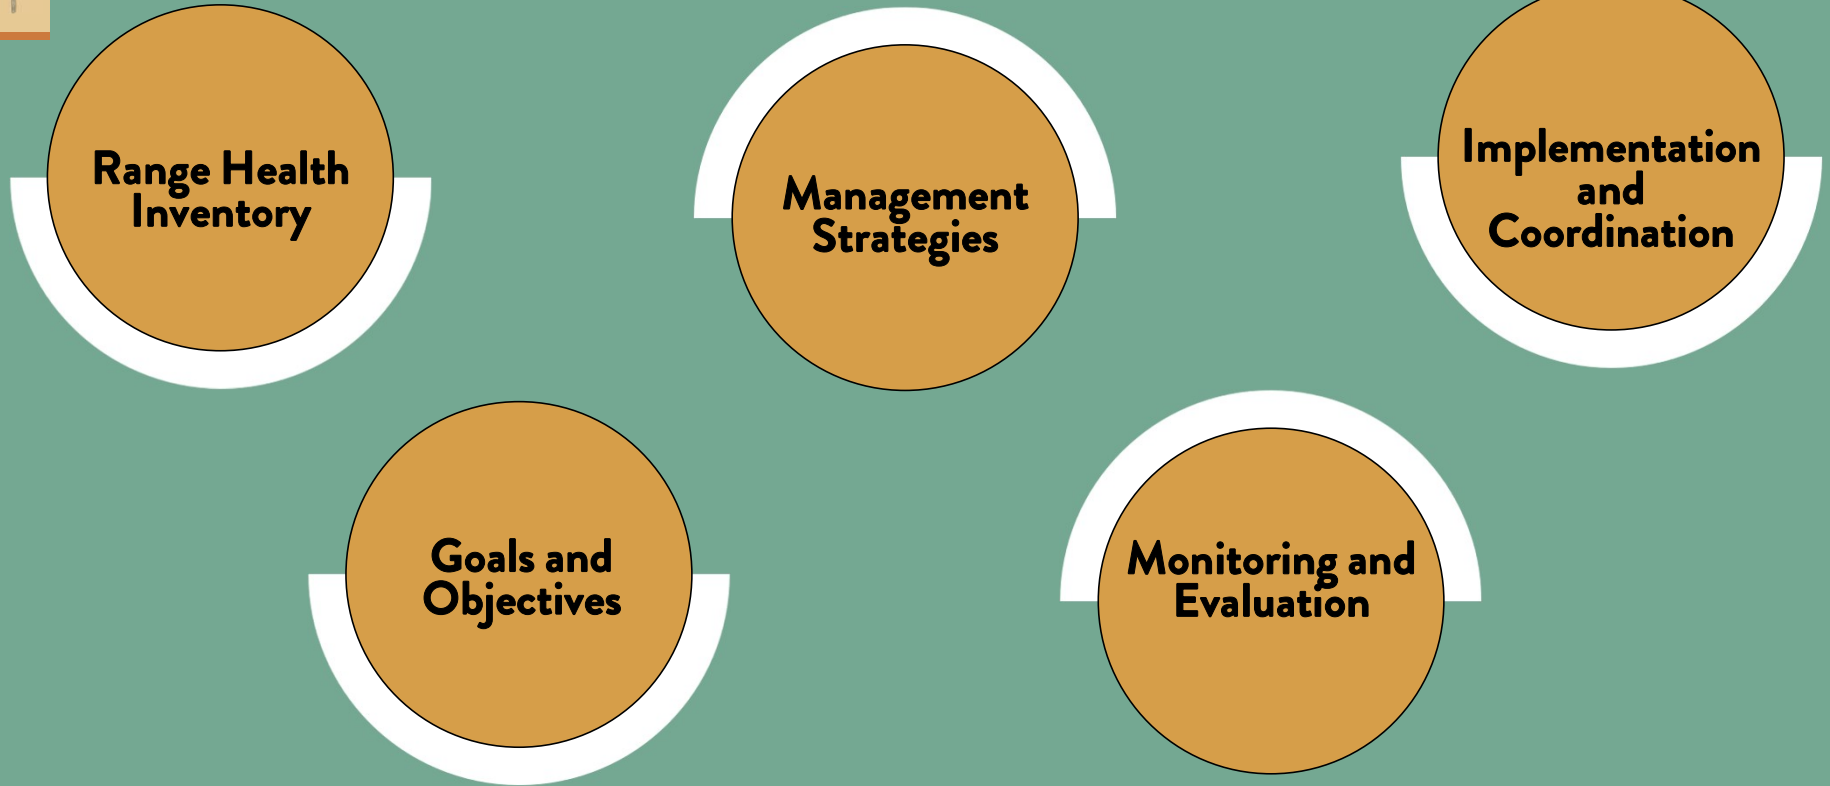 Range Health
Inventory
Goals and
Objectives
Management
Strategies
Monitoring and
Evaluation
Implementation
and
Coordination